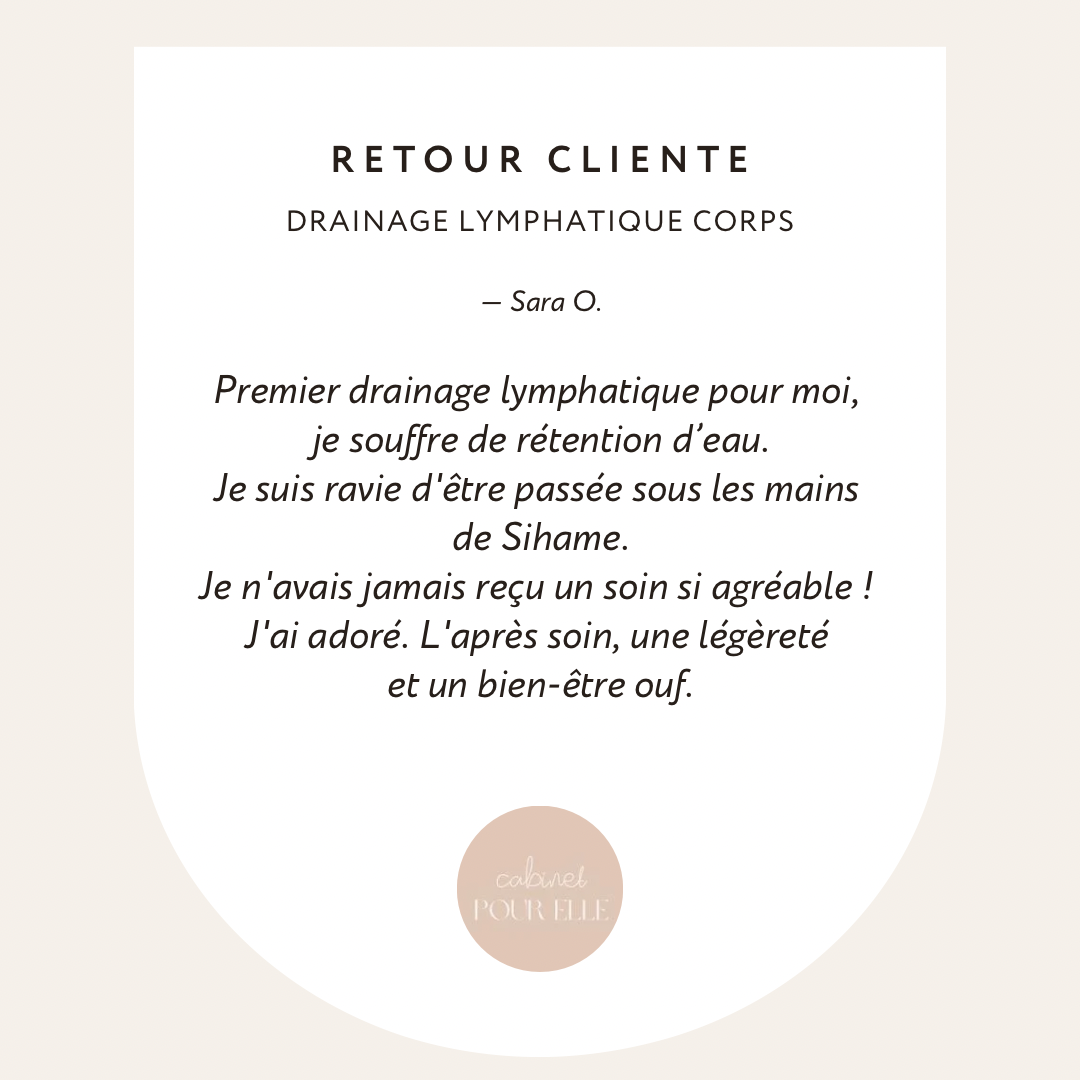 RETOUR CLIENTE
DRAINAGE LYMPHATIQUE CORPS
— Sara O.
Premier drainage lymphatique pour moi,
je souffre de rétention d’eau.
Je suis ravie d'être passée sous les mains
de Sihame.
Je n'avais jamais reçu un soin si agréable !
J'ai adoré. L'après soin, une légèreté
et un bien-être ouf.
cabinet
POUR ELLE